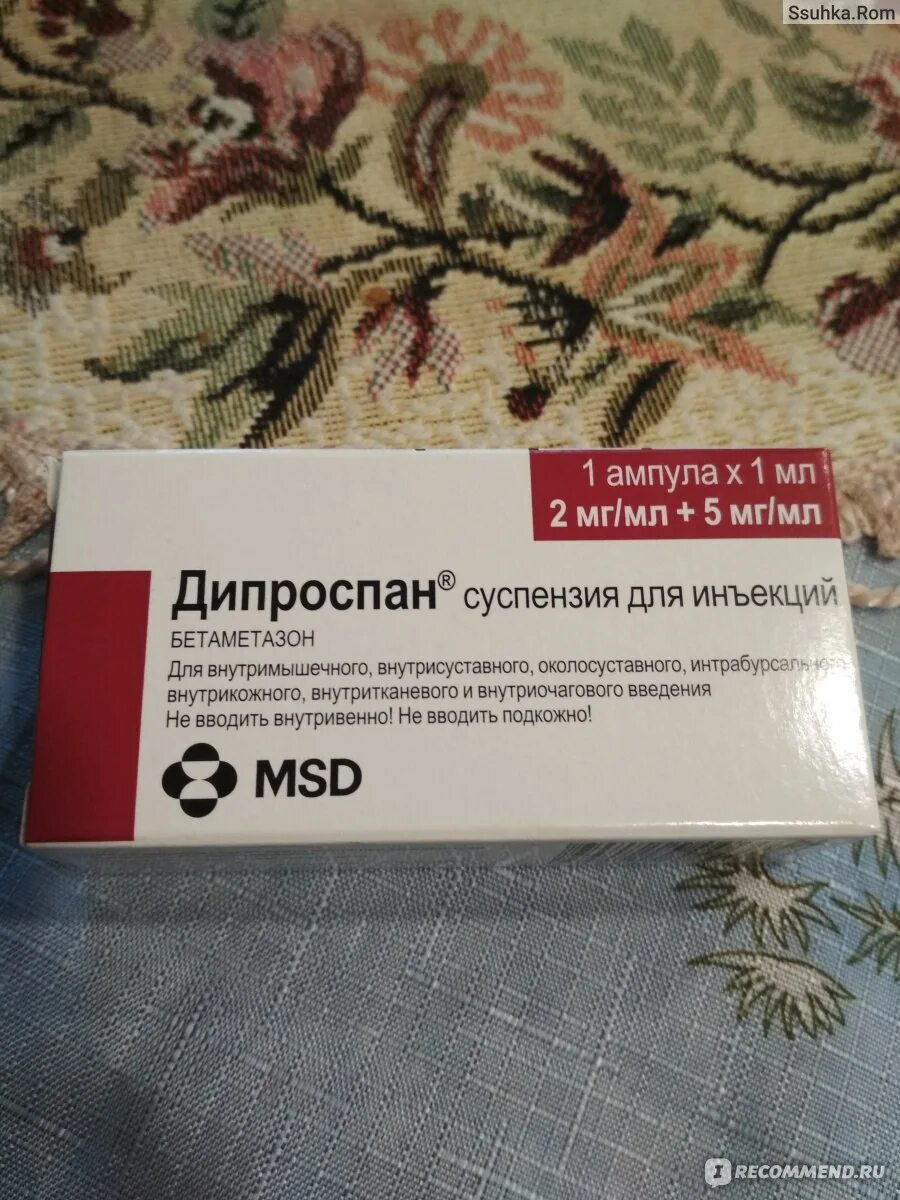 Ssuhka.Rom
1 ампула x 1 мл
2 мг/мл + 5 мг/мл
Дипроспан® суспензия для инъекций
БЕТАМЕТАЗОН
Для внутримышечного, внутрисуставного, околосуставного, интрабурсального,
внутрикожного, внутритканевого и внутриочагового введения
Не вводить внутривенно! Не вводить подкожно!
MSD
IRECOMMEND.RU